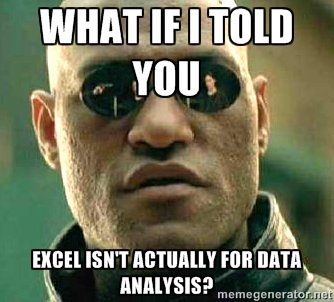 WHAT IF I TOLD
YOU
EXCEL ISN'T ACTUALLY FOR DATA
ANALYSIS?
memegenerator.net